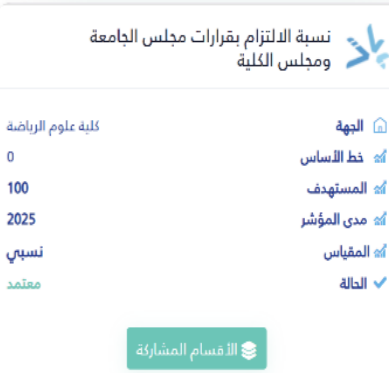 نسبة الالتزام بقرارات مجلس الجامعة
ومجلس الكلية
الجهة كلية علوم الرياضة
خط الأساس 0
المستهدف 100
مدى المؤشر 2025
المقياس نسبي
الحالة معتمد
الأقسام المشاركة